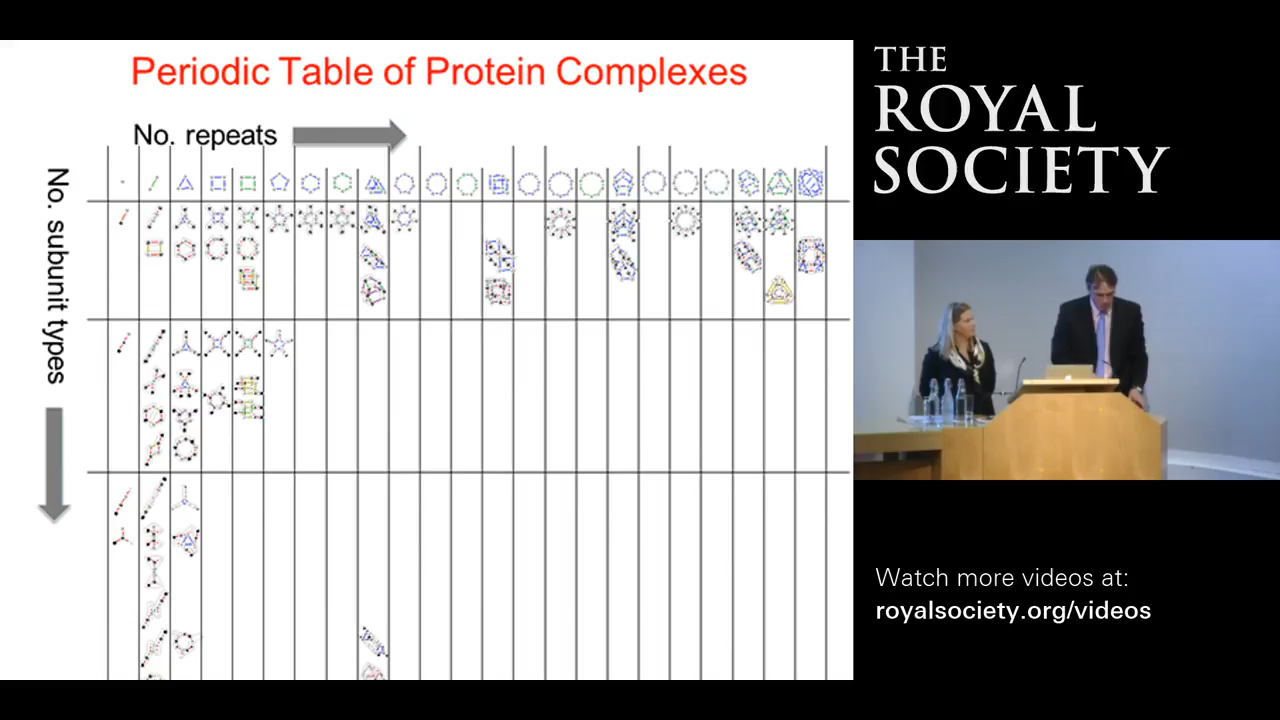 Periodic Table of Protein Complexes
No. repeats
No. subunit types
THE
ROYAL
SOCIETY
Watch more videos at:
royalsociety.org/videos